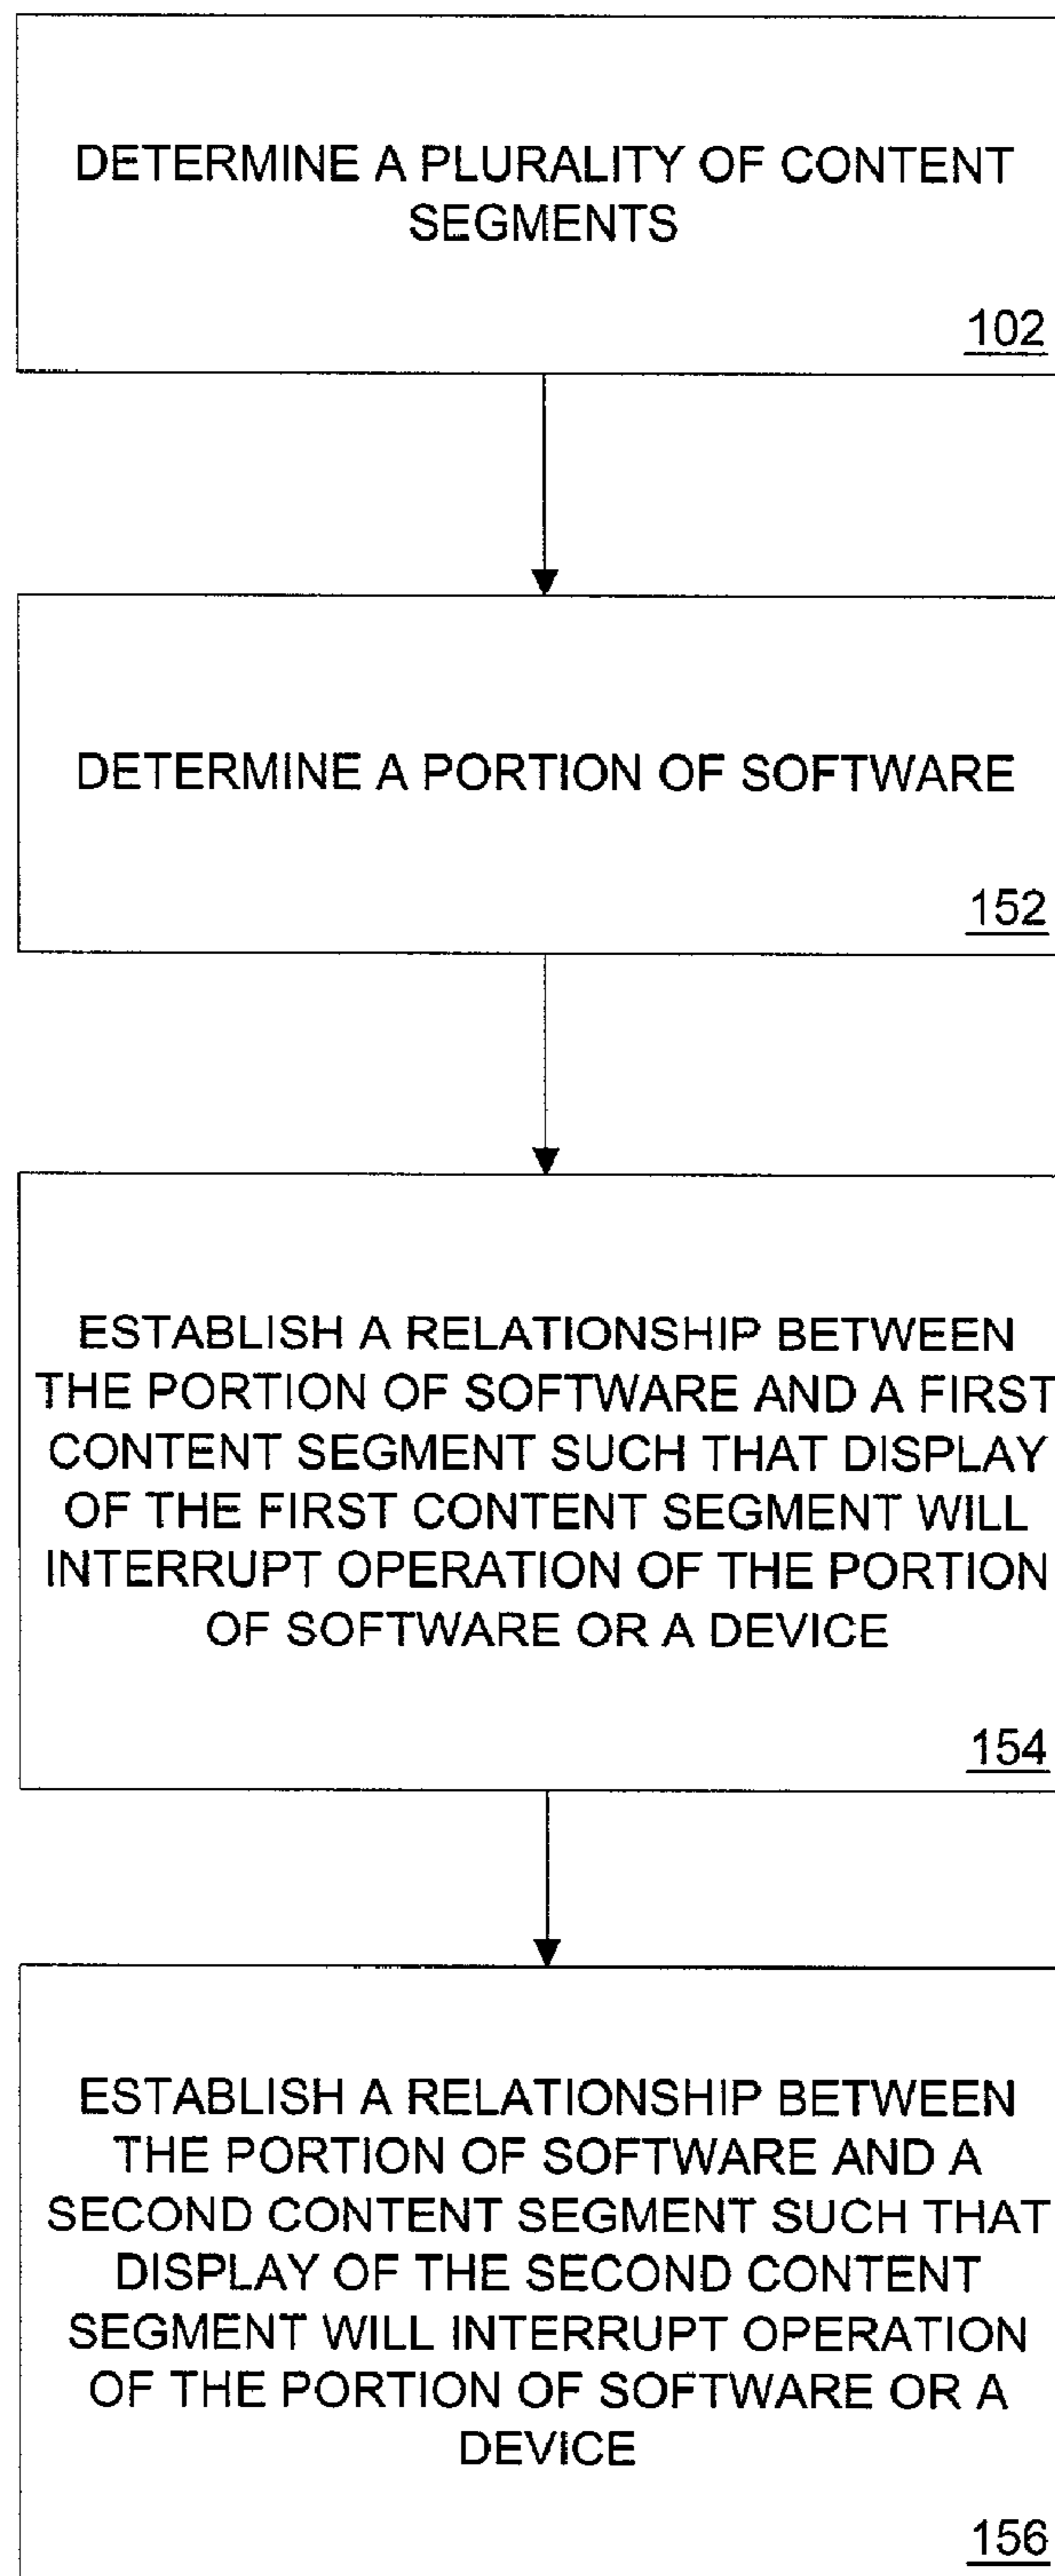 DETERMINE A PLURALITY OF CONTENT
SEGMENTS
102
DETERMINE A PORTION OF SOFTWARE
152
ESTABLISH A RELATIONSHIP BETWEEN
THE PORTION OF SOFTWARE AND A FIRST
CONTENT SEGMENT SUCH THAT DISPLAY
OF THE FIRST CONTENT SEGMENT WILL
INTERRUPT OPERATION OF THE PORTION
OF SOFTWARE OR A DEVICE
154
ESTABLISH A RELATIONSHIP BETWEEN
THE PORTION OF SOFTWARE AND A
SECOND CONTENT SEGMENT SUCH THAT
DISPLAY OF THE SECOND CONTENT
SEGMENT WILL INTERRUPT OPERATION
OF THE PORTION OF SOFTWARE OR A
DEVICE
156